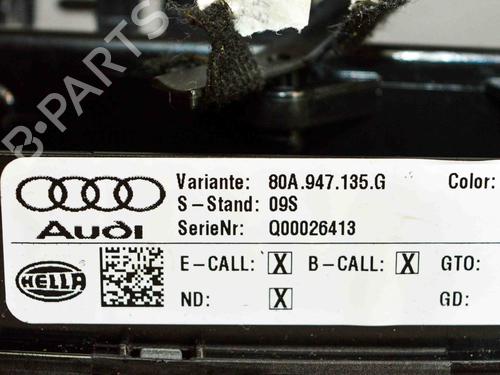 B-PARTS
Variante: 80A.947.135.G Color:
S-Stand: 09S
Audi SerieNr: Q00026413
HELLA E-CALL: X B-CALL: X GTO:
ND: X GD: